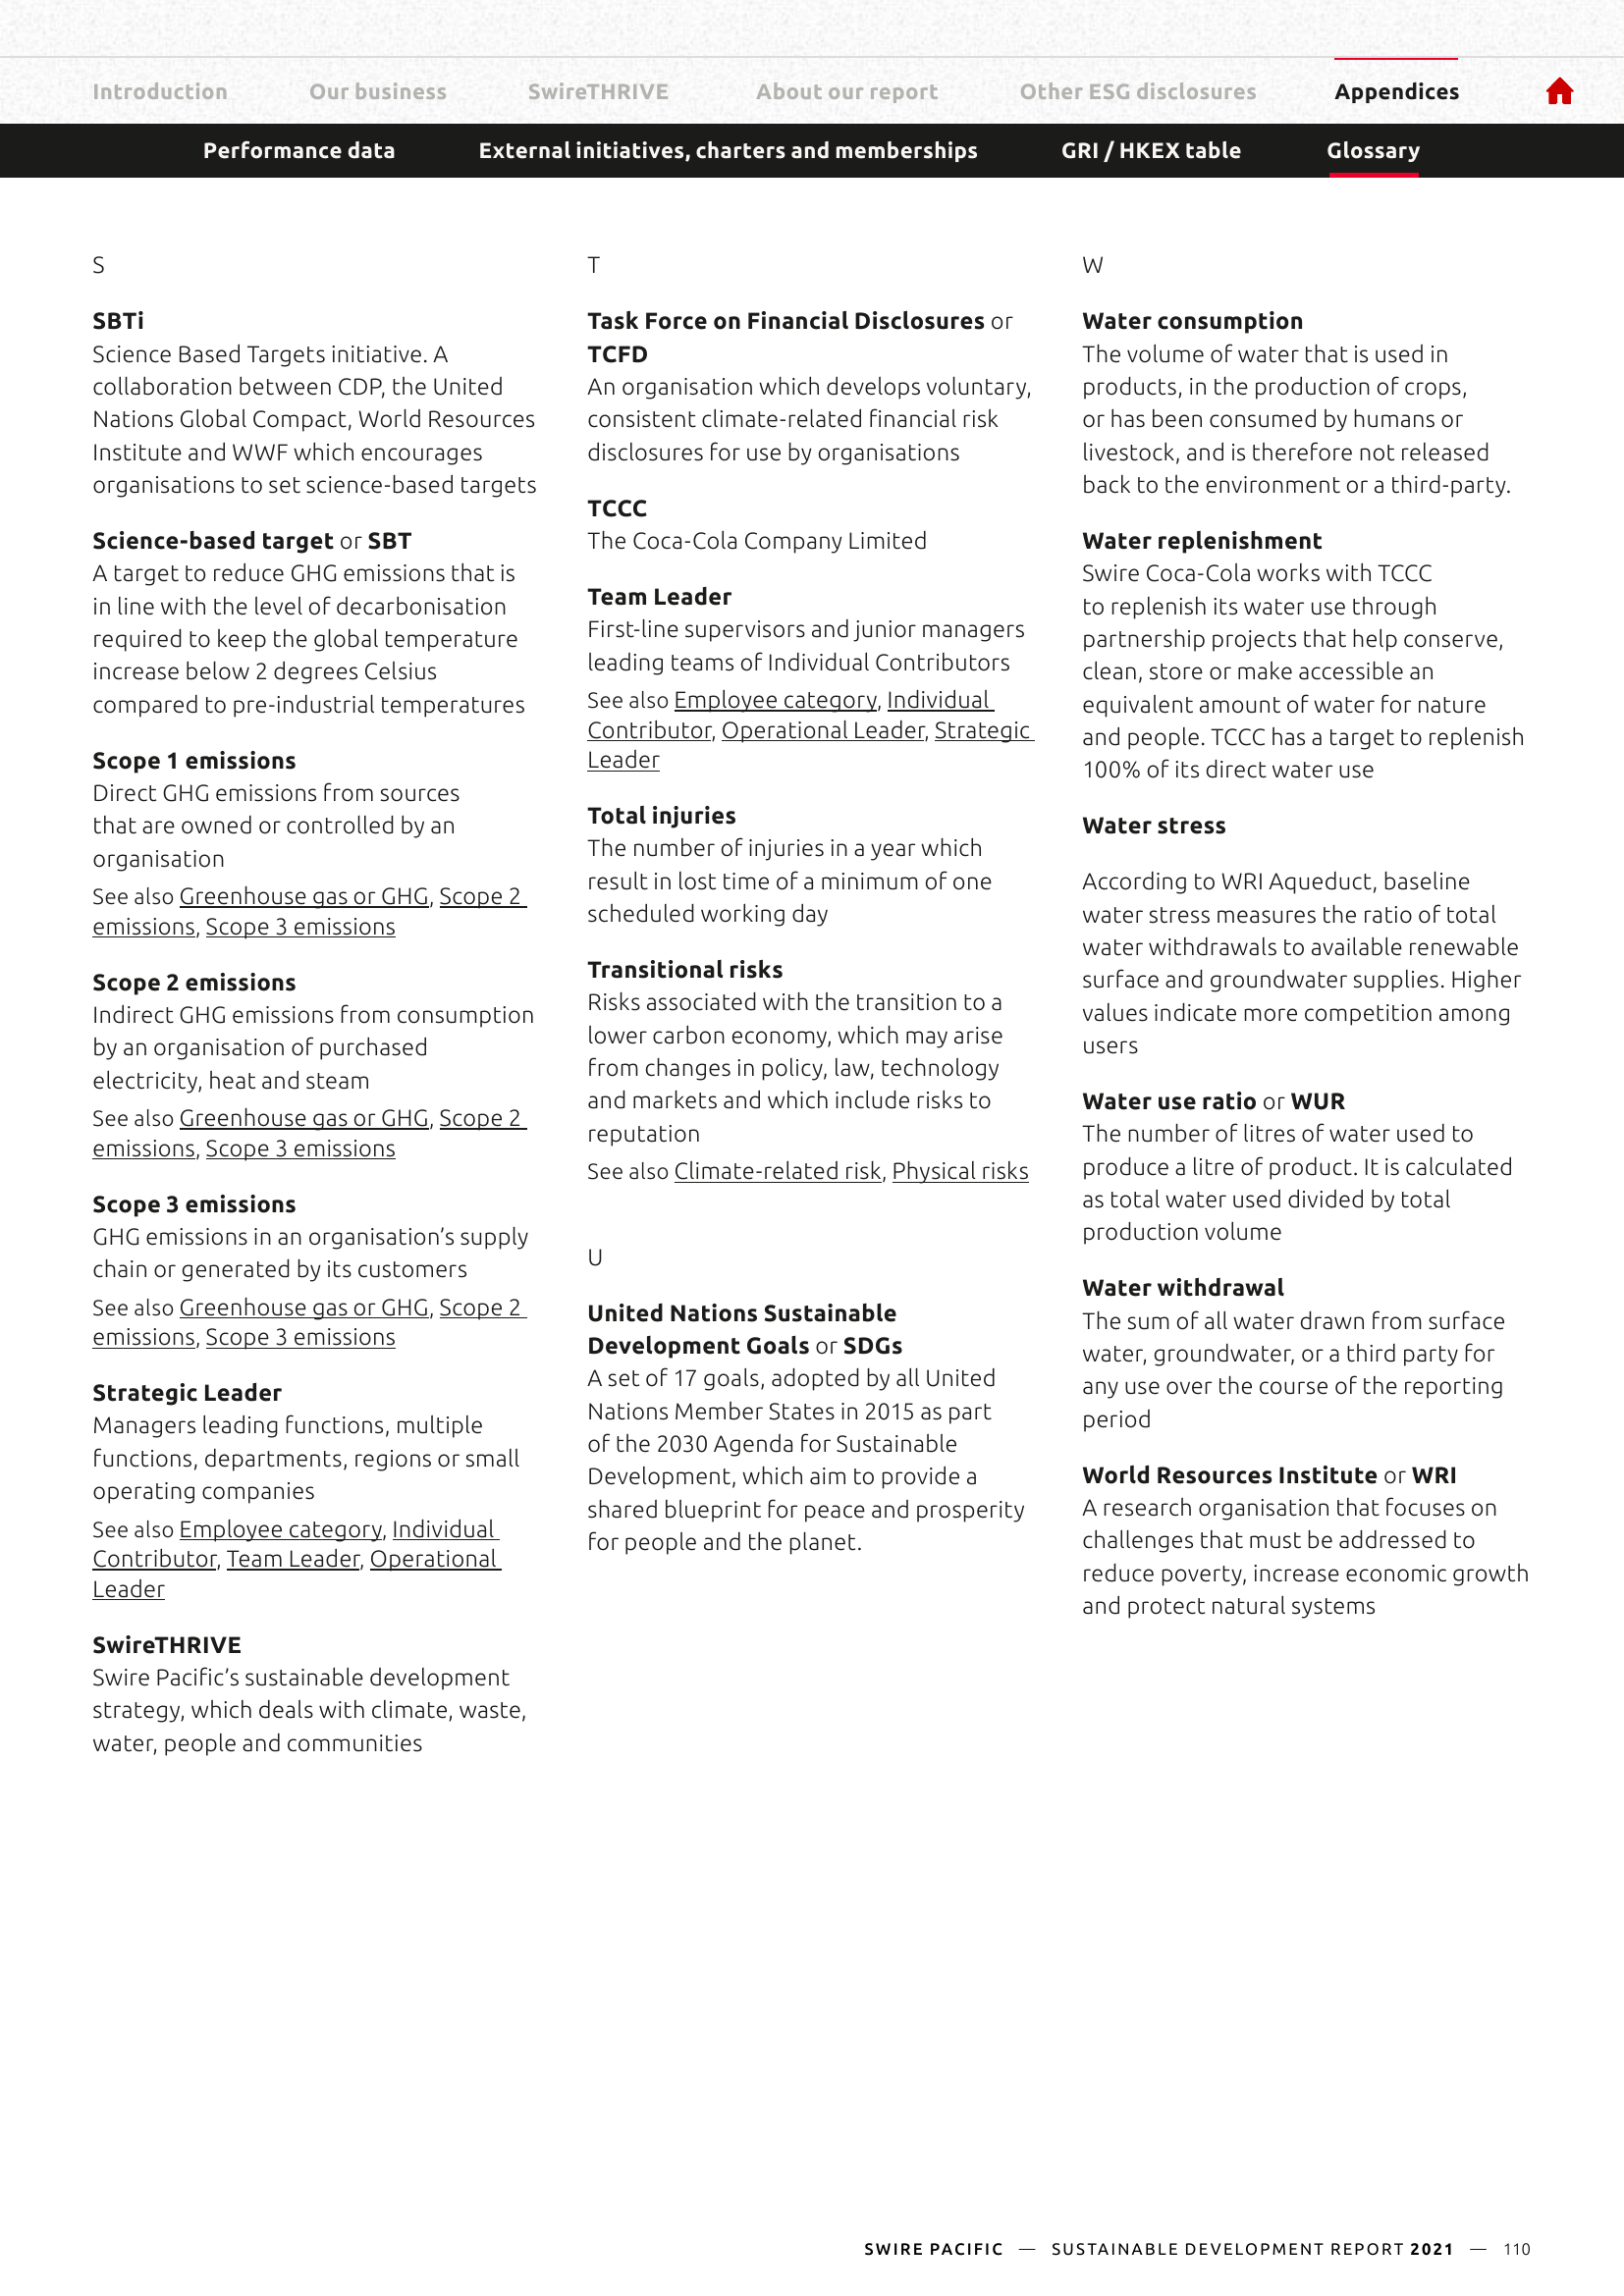 Introduction Our business SwireTHRIVE About our report Other ESG disclosures Appendices
Performance data External initiatives, charters and memberships GRI / HKEX table Glossary
S
SBTi
Science Based Targets initiative. A
collaboration between CDP, the United
Nations Global Compact, World Resources
Institute and WWF which encourages
organisations to set science-based targets
Science-based target or SBT
A target to reduce GHG emissions that is
in line with the level of decarbonisation
required to keep the global temperature
increase below 2 degrees Celsius
compared to pre-industrial temperatures
Scope 1 emissions
Direct GHG emissions from sources
that are owned or controlled by an
organisation
See also Greenhouse gas or GHG, Scope 2
emissions, Scope 3 emissions
Scope 2 emissions
Indirect GHG emissions from consumption
by an organisation of purchased
electricity, heat and steam
See also Greenhouse gas or GHG, Scope 2
emissions, Scope 3 emissions
Scope 3 emissions
GHG emissions in an organisation’s supply
chain or generated by its customers
See also Greenhouse gas or GHG, Scope 2
emissions, Scope 3 emissions
Strategic Leader
Managers leading functions, multiple
functions, departments, regions or small
operating companies
See also Employee category, Individual
Contributor, Team Leader, Operational
Leader
SwireTHRIVE
Swire Pacific’s sustainable development
strategy, which deals with climate, waste,
water, people and communities
T
Task Force on Financial Disclosures or
TCFD
An organisation which develops voluntary,
consistent climate-related financial risk
disclosures for use by organisations
TCCC
The Coca-Cola Company Limited
Team Leader
First-line supervisors and junior managers
leading teams of Individual Contributors
See also Employee category, Individual
Contributor, Operational Leader, Strategic
Leader
Total injuries
The number of injuries in a year which
result in lost time of a minimum of one
scheduled working day
Transitional risks
Risks associated with the transition to a
lower carbon economy, which may arise
from changes in policy, law, technology
and markets and which include risks to
reputation
See also Climate-related risk, Physical risks
U
United Nations Sustainable
Development Goals or SDGs
A set of 17 goals, adopted by all United
Nations Member States in 2015 as part
of the 2030 Agenda for Sustainable
Development, which aim to provide a
shared blueprint for peace and prosperity
for people and the planet.
W
Water consumption
The volume of water that is used in
products, in the production of crops,
or has been consumed by humans or
livestock, and is therefore not released
back to the environment or a third-party.
Water replenishment
Swire Coca-Cola works with TCCC
to replenish its water use through
partnership projects that help conserve,
clean, store or make accessible an
equivalent amount of water for nature
and people. TCCC has a target to replenish
100% of its direct water use
Water stress
According to WRI Aqueduct, baseline
water stress measures the ratio of total
water withdrawals to available renewable
surface and groundwater supplies. Higher
values indicate more competition among
users
Water use ratio or WUR
The number of litres of water used to
produce a litre of product. It is calculated
as total water used divided by total
production volume
Water withdrawal
The sum of all water drawn from surface
water, groundwater, or a third party for
any use over the course of the reporting
period
World Resources Institute or WRI
A research organisation that focuses on
challenges that must be addressed to
reduce poverty, increase economic growth
and protect natural systems
SWIRE PACIFIC — SUSTAINABLE DEVELOPMENT REPORT 2021 — 110